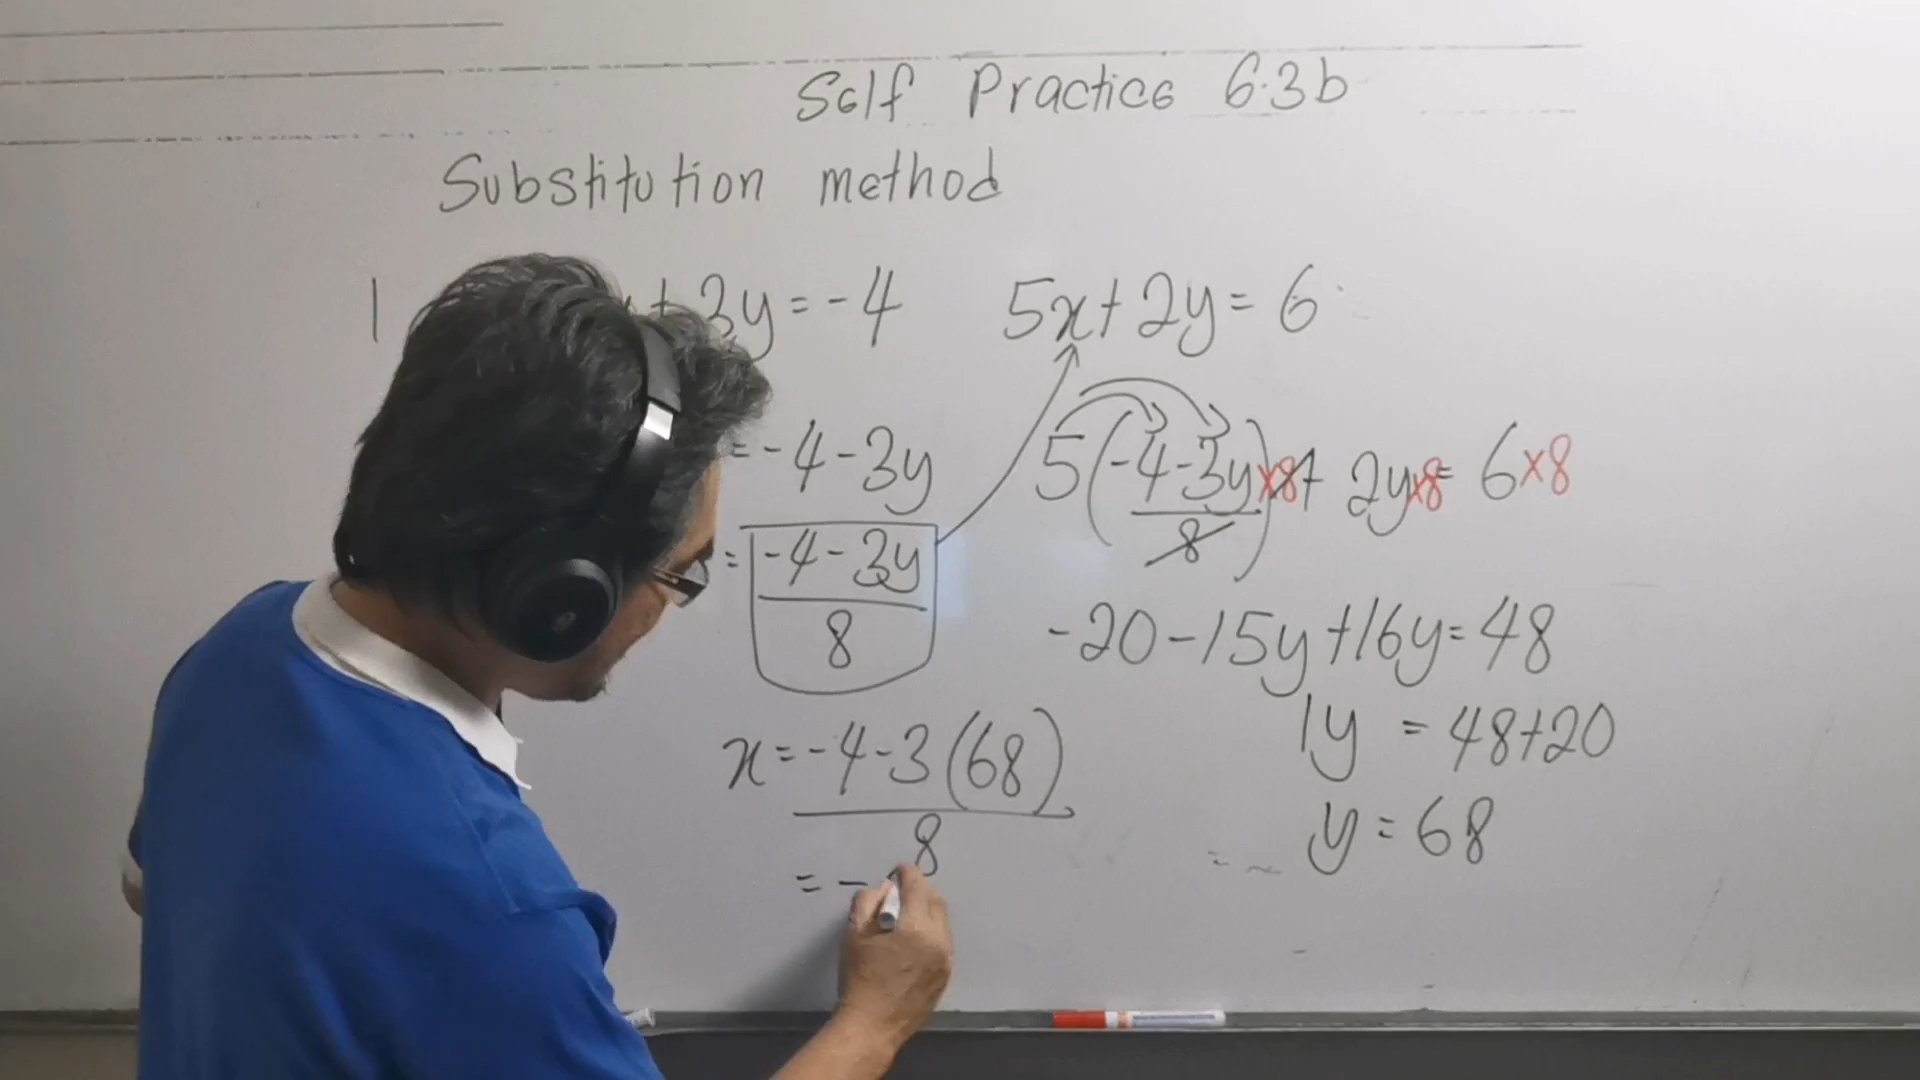 Self Practice 6.3b
Substitution method
1 + 3y = -4 5x + 2y = 6
= -4 - 3y 5(-4 - 3y/8)×8 + 2y×8 = 6×8
= -4 - 3y/8
-20 - 15y + 16y = 48
1y = 48 + 20
x = -4 - 3(68)/8
y = 68
= -